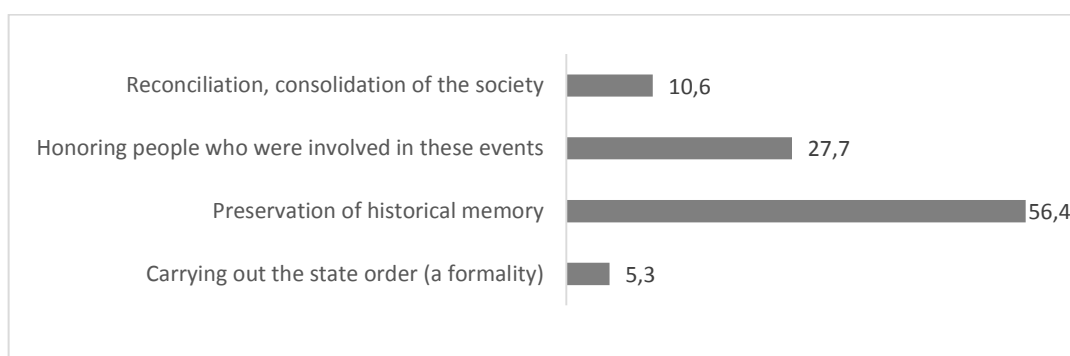 Reconciliation, consolidation of the society 10,6
Honoring people who were involved in these events 27,7
Preservation of historical memory 56,4
Carrying out the state order (a formality) 5,3